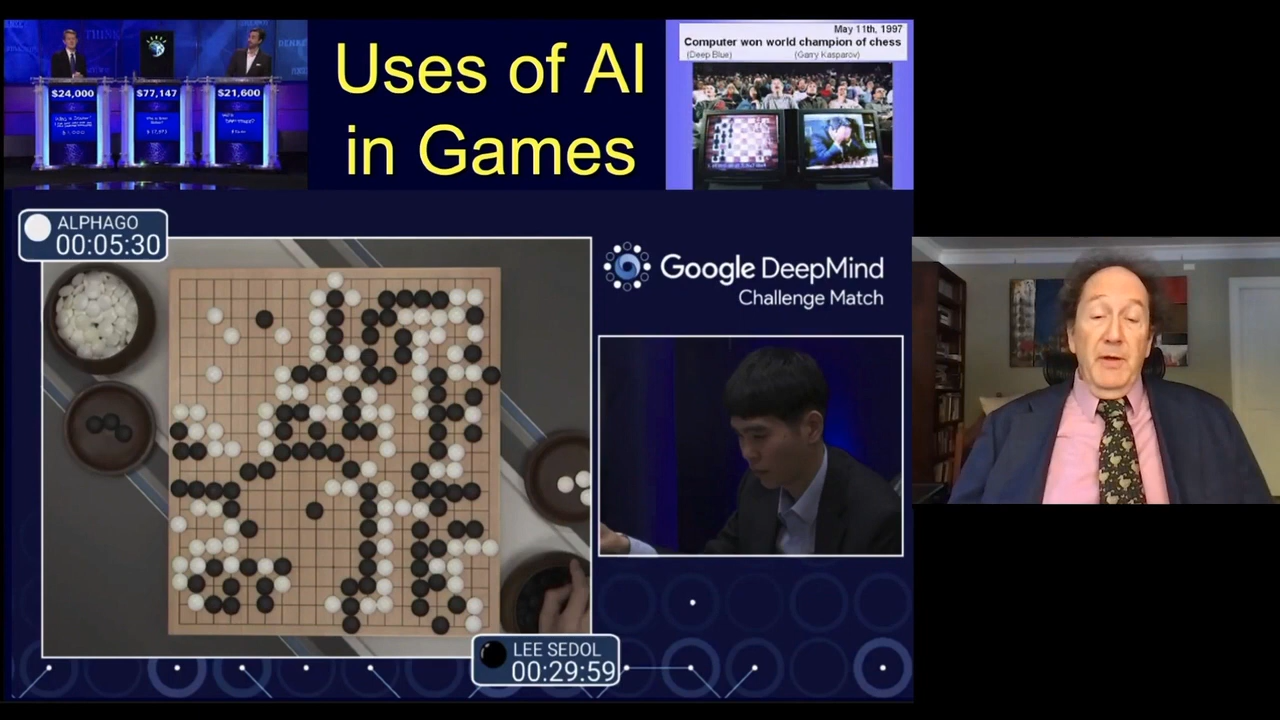 THINK
$24,000
$77,147
$21,600
Uses of AI
in Games
May 11th, 1997
Computer won world champion of chess
(Deep Blue) (Garry Kasparov)
ALPHAGO
00:05:30
Google DeepMind
Challenge Match
LEE SEDOL
00:29:59